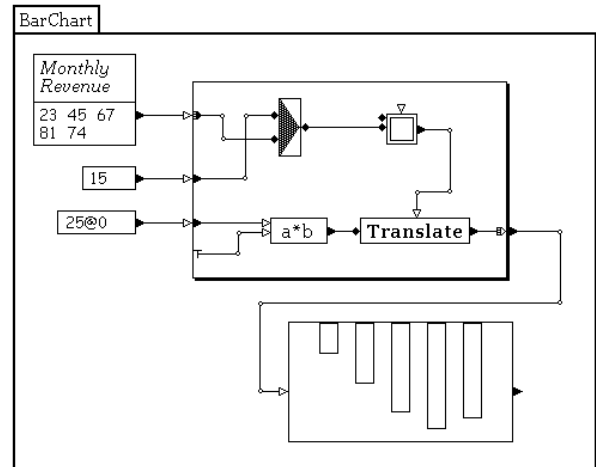 BarChart
Monthly
Revenue
23 45 67
81 74
15
25@0
a*b
Translate